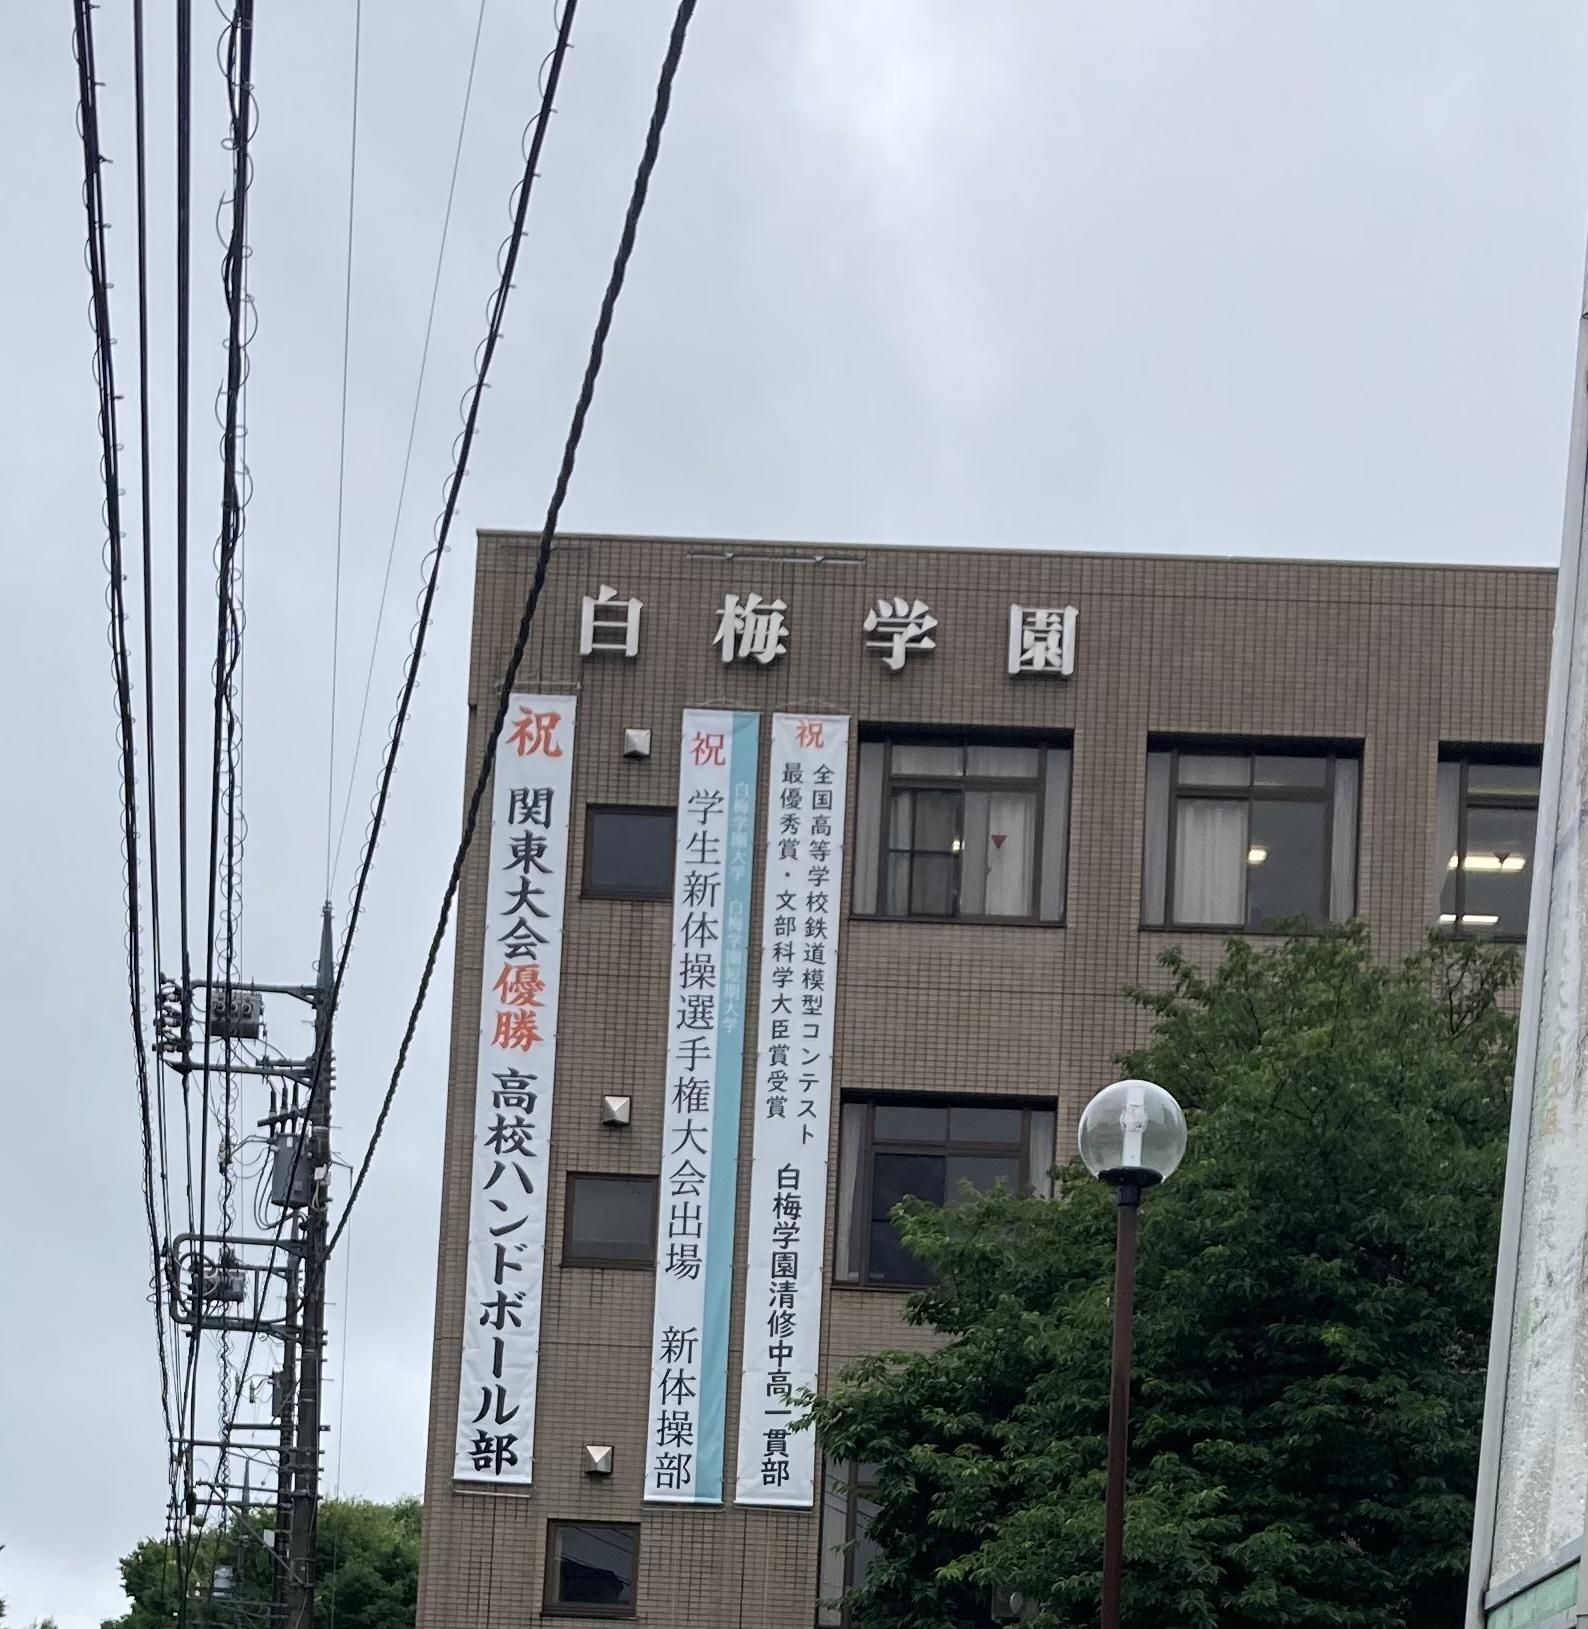 白梅学園
祝 関東大会優勝 高校ハンドボール部
祝 学生新体操選手権大会出場 新体操部
白梅学園大学 白梅学園短期大学
祝
全国高等学校鉄道模型コンテスト
最優秀賞・文部科学大臣賞受賞
白梅学園清修中高一貫部